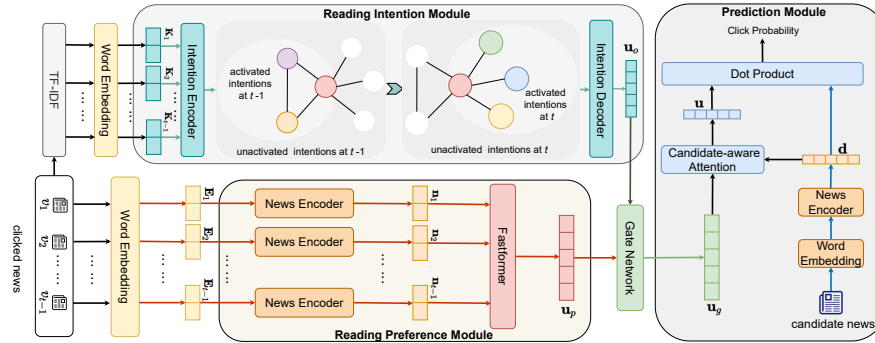 Reading Intention Module
TF-IDF
Word Embedding
K₁
K₂
......
Kₜ₋₁
Intention Encoder
activated
intentions
at t -1
unactivated intentions at t -1
activated
intentions
at t
unactivated intentions at t
Intention Decoder
uₒ
clicked news
v₁
v₂
......
vₜ₋₁
Word Embedding
......
E₁
E₂
......
Eₜ₋₁
......
News Encoder
News Encoder
......
News Encoder
n₁
n₂
......
nₜ₋₁
Fastformer
uₚ
Reading Preference Module
Gate Network
u_g
Prediction Module
Click Probability
Dot Product
u
Candidate-aware
Attention
d
News
Encoder
Word
Embedding
candidate news